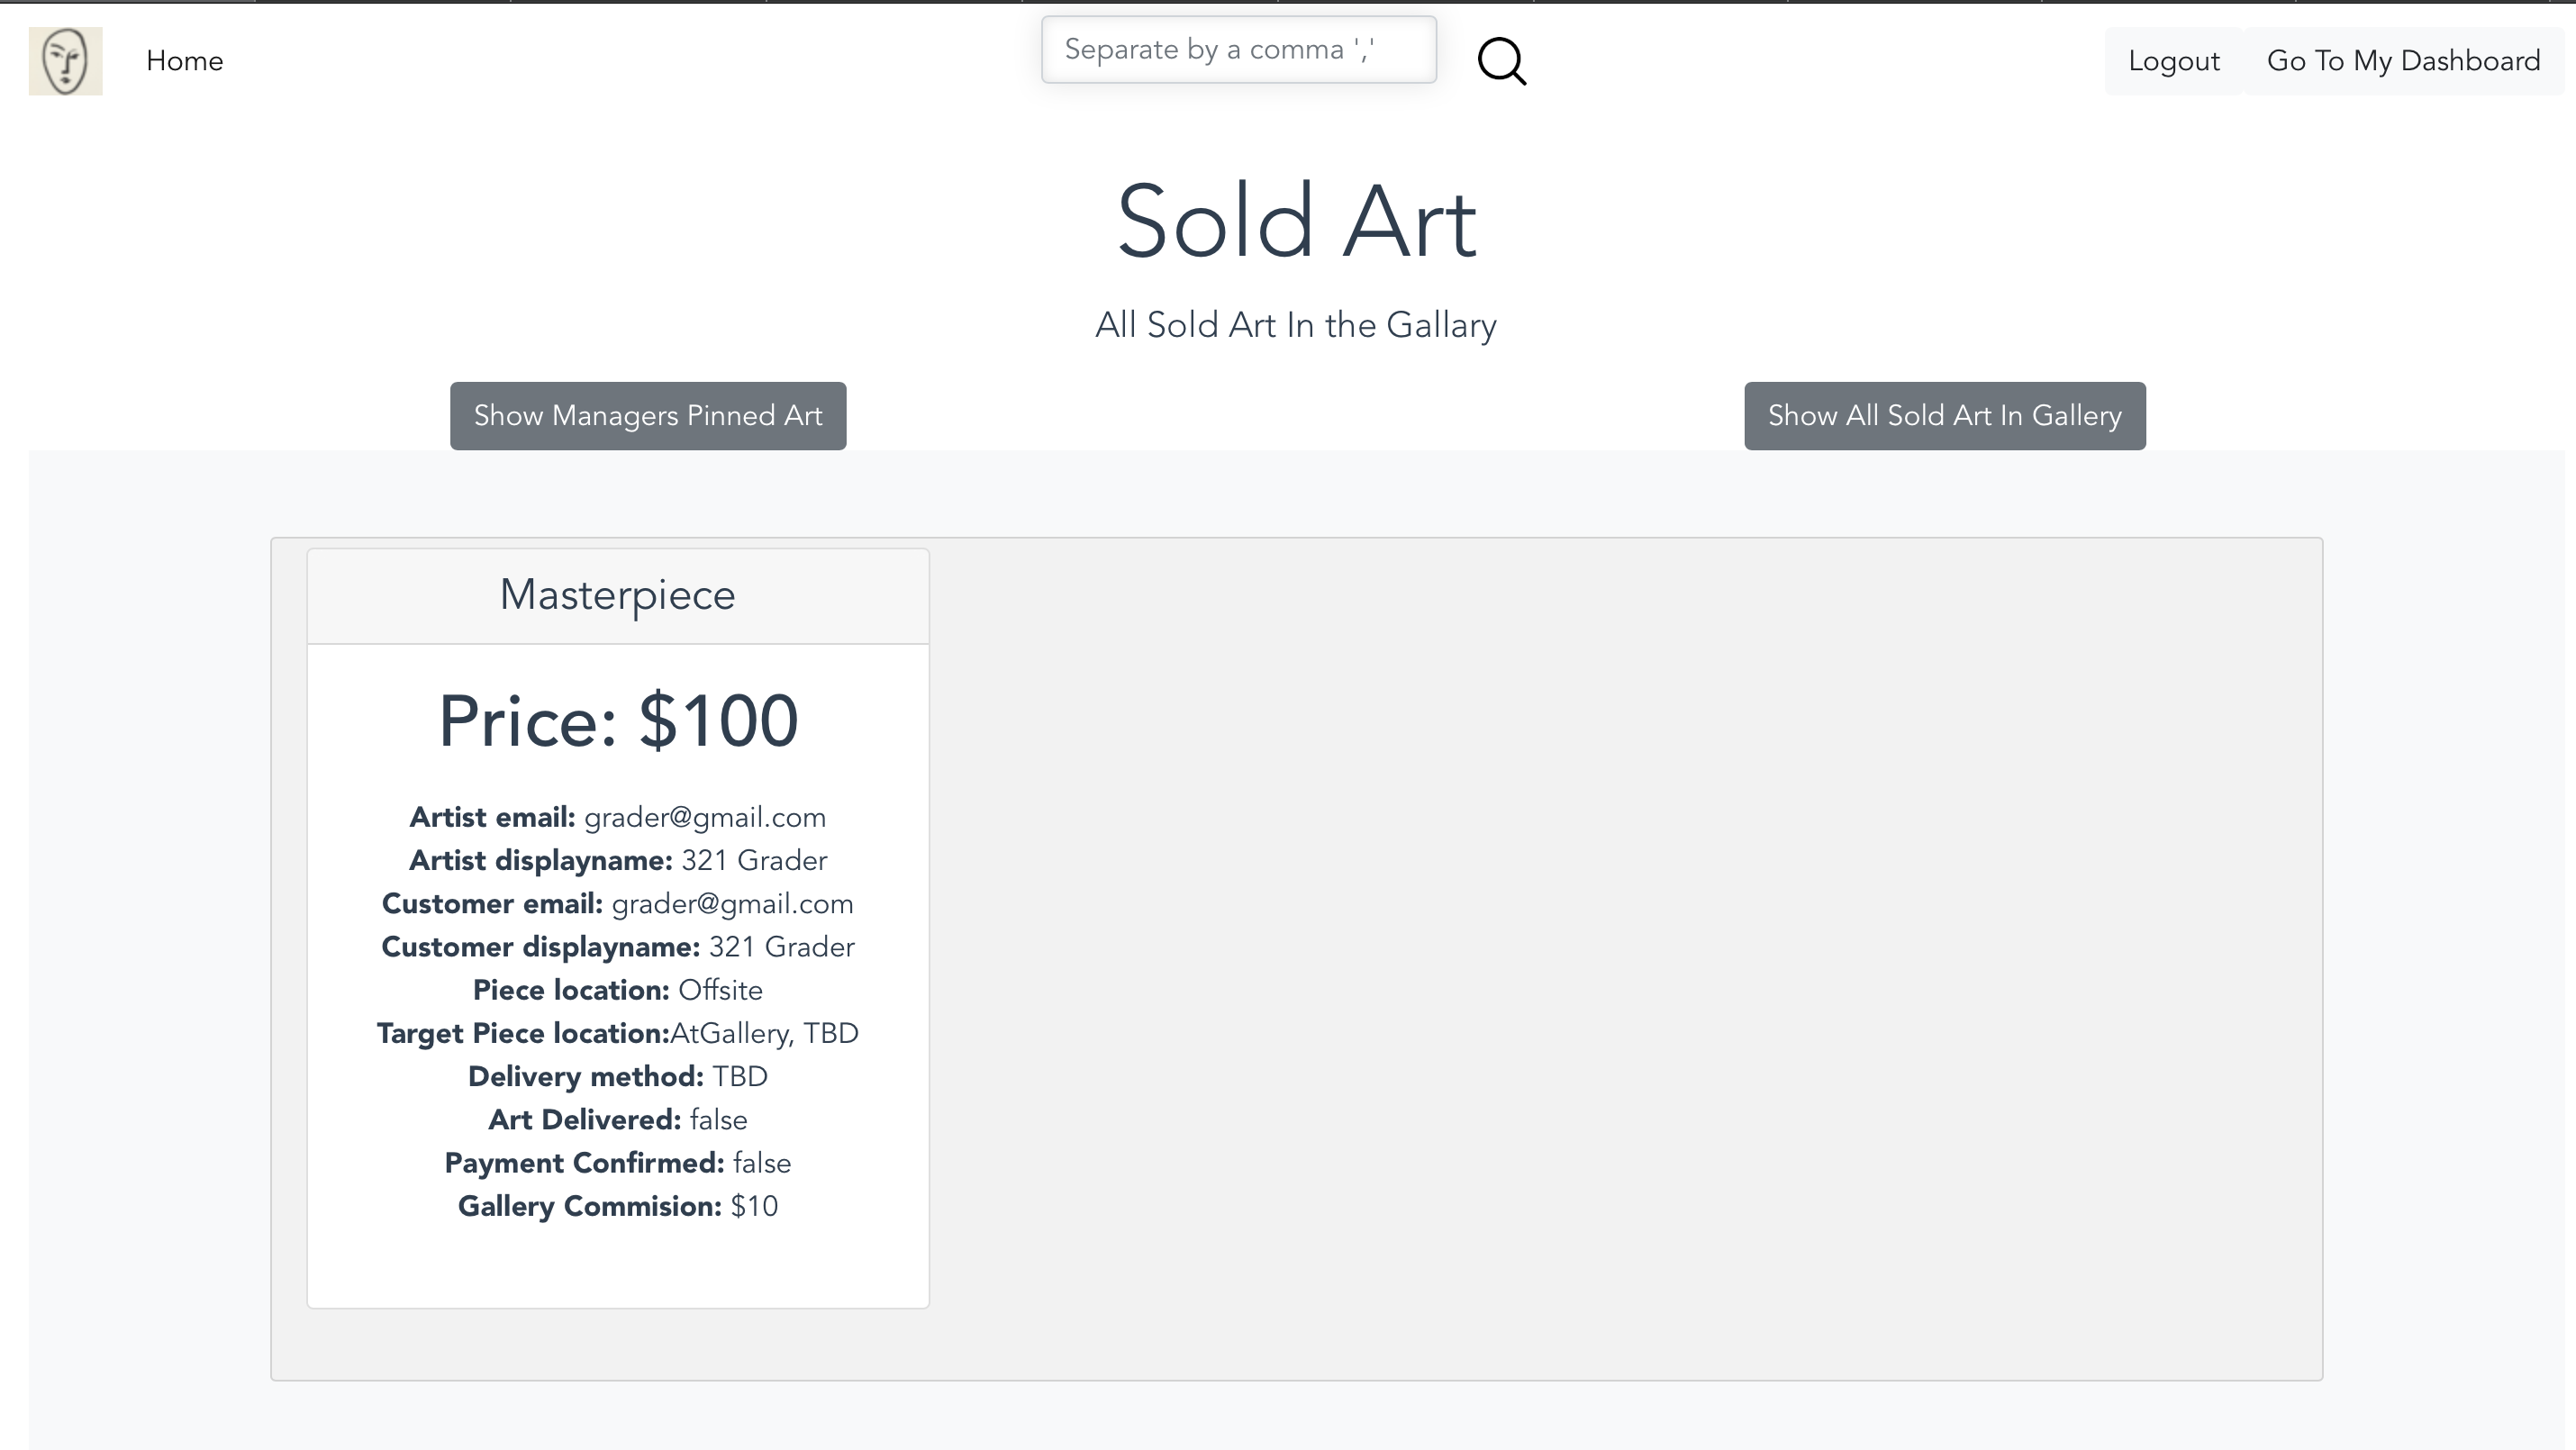 Home
Separate by a comma ','
Logout
Go To My Dashboard
Sold Art
All Sold Art In the Gallary
Show Managers Pinned Art
Show All Sold Art In Gallery
Masterpiece
Price: $100
Artist email: grader@gmail.com
Artist displayname: 321 Grader
Customer email: grader@gmail.com
Customer displayname: 321 Grader
Piece location: Offsite
Target Piece location:AtGallery, TBD
Delivery method: TBD
Art Delivered: false
Payment Confirmed: false
Gallery Commision: $10